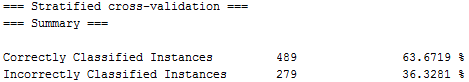 === Stratified cross-validation ===
=== Summary ===
Correctly Classified Instances 489 63.6719 %
Incorrectly Classified Instances 279 36.3281 %